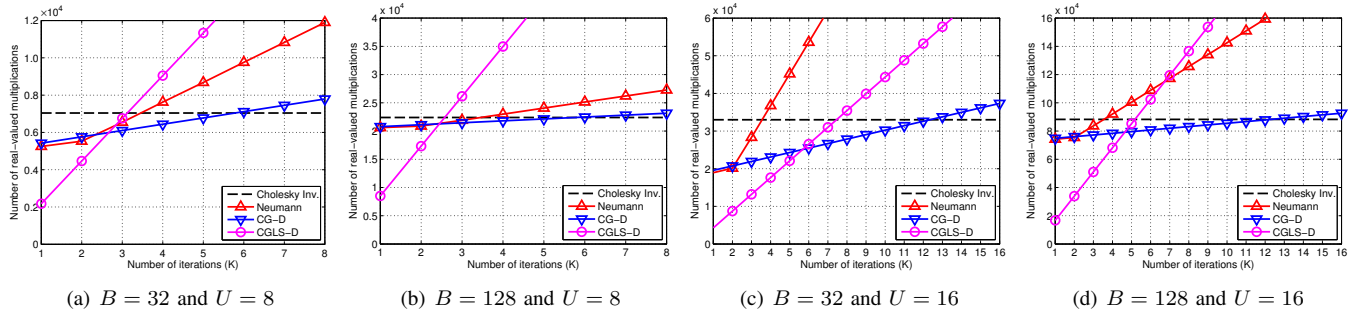 x 10^4
Number of real-valued multiplications
1.2
1.0
0.8
0.6
0.4
0.2
0
1 2 3 4 5 6 7 8
Number of iterations (K)
Cholesky Inv.
Neumann
CG-D
CGLS-D
(a) B = 32 and U = 8
x 10^4
Number of real-valued multiplications
4.0
3.5
3.0
2.5
2.0
1.5
1.0
0.5
0
1 2 3 4 5 6 7 8
Number of iterations (K)
Cholesky Inv.
Neumann
CG-D
CGLS-D
(b) B = 128 and U = 8
x 10^4
Number of real-valued multiplications
6
5
4
3
2
1
0
1 2 3 4 5 6 7 8 9 10 11 12 13 14 15 16
Number of iterations (K)
Cholesky Inv.
Neumann
CG-D
CGLS-D
(c) B = 32 and U = 16
x 10^4
Number of real-valued multiplications
16
14
12
10
8
6
4
2
0
1 2 3 4 5 6 7 8 9 10 11 12 13 14 15 16
Number of iterations (K)
Cholesky Inv.
Neumann
CG-D
CGLS-D
(d) B = 128 and U = 16